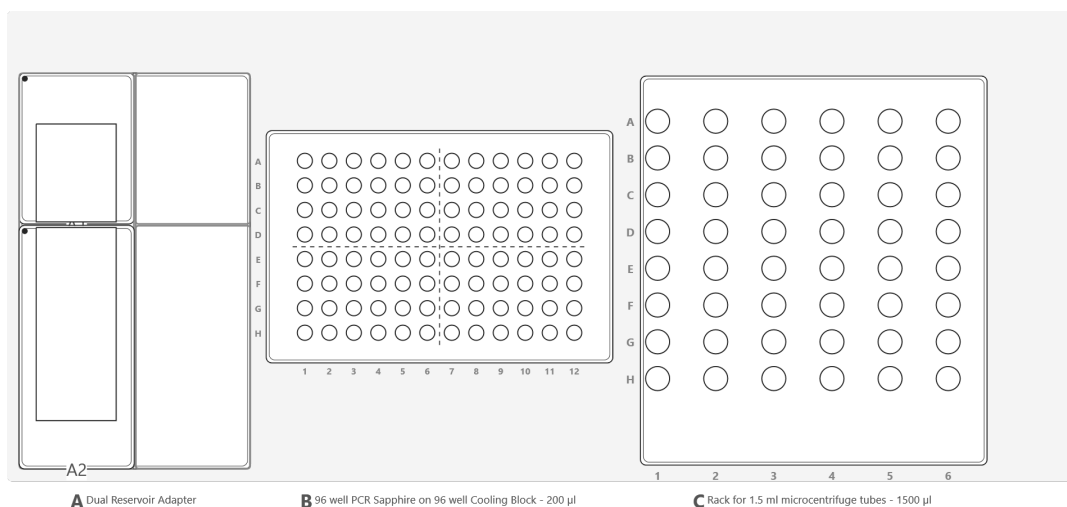 A
B
C
D
E
F
G
H
1 2 3 4 5 6 7 8 9 10 11 12
A
B
C
D
E
F
G
H
1 2 3 4 5 6
A2
A Dual Reservoir Adapter
B 96 well PCR Sapphire on 96 well Cooling Block - 200 µl
C Rack for 1.5 ml microcentrifuge tubes - 1500 µl